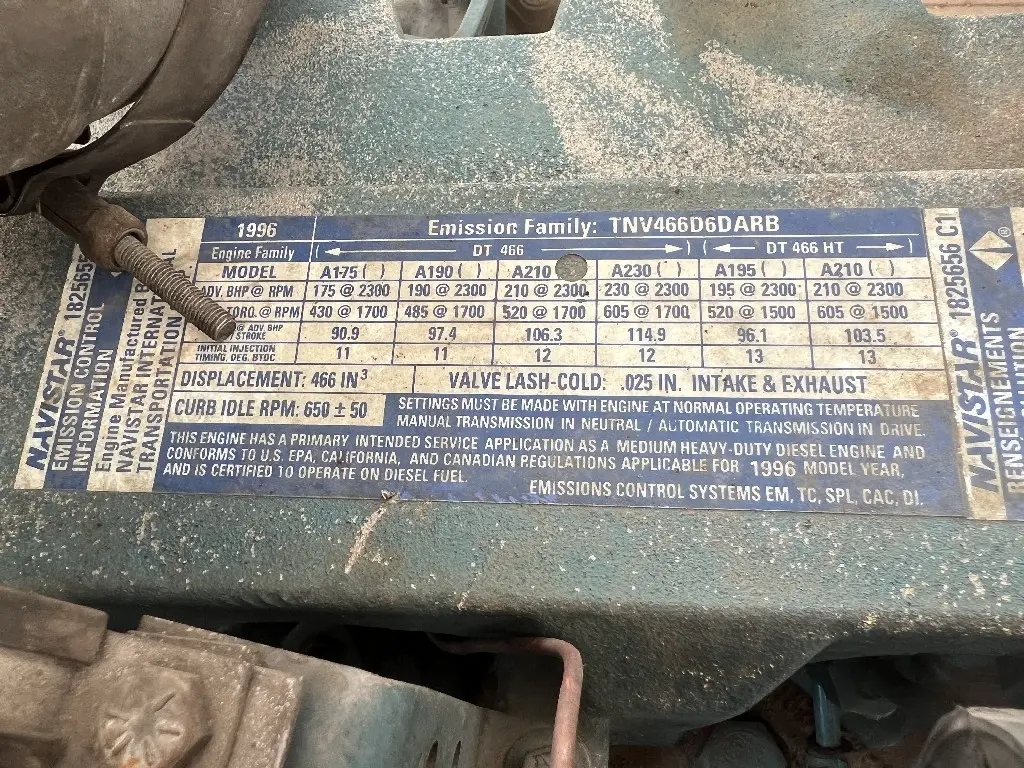 NAVISTAR® 1825655
EMISSION CONTROL
INFORMATION
Engine Manufactured
NAVISTAR INTERNAT
TRANSPORTATION
1996 Emission Family: TNV466D6DARB
Engine Family DT 466 DT 466 HT
MODEL A175 ( ) A190 ( ) A210 A230 ( ) A195 ( ) A210 ( )
ADV. BHP @ RPM 175 @ 2300 190 @ 2300 210 @ 2300 230 @ 2300 195 @ 2300 210 @ 2300
TORQ. @ RPM 430 @ 1700 485 @ 1700 520 @ 1700 605 @ 1700 520 @ 1500 605 @ 1500
@ ADV. BHP
STROKE 90.9 97.4 106.3 114.9 96.1 103.5
INITIAL INJECTION
TIMING, DEG. BTDC 11 11 12 12 13 13
DISPLACEMENT: 466 IN³ VALVE LASH-COLD: .025 IN. INTAKE & EXHAUST
CURB IDLE RPM: 650 ± 50 SETTINGS MUST BE MADE WITH ENGINE AT NORMAL OPERATING TEMPERATURE
MANUAL TRANSMISSION IN NEUTRAL / AUTOMATIC TRANSMISSION IN DRIVE.
THIS ENGINE HAS A PRIMARY INTENDED SERVICE APPLICATION AS A MEDIUM HEAVY-DUTY DIESEL ENGINE AND
CONFORMS TO U.S. EPA, CALIFORNIA, AND CANADIAN REGULATIONS APPLICABLE FOR 1996 MODEL YEAR,
AND IS CERTIFIED TO OPERATE ON DIESEL FUEL.
EMISSIONS CONTROL SYSTEMS EM, TC, SPL, CAC, DI.
NAVISTAR® 1825656 C1
RENSEIGNEMENTS